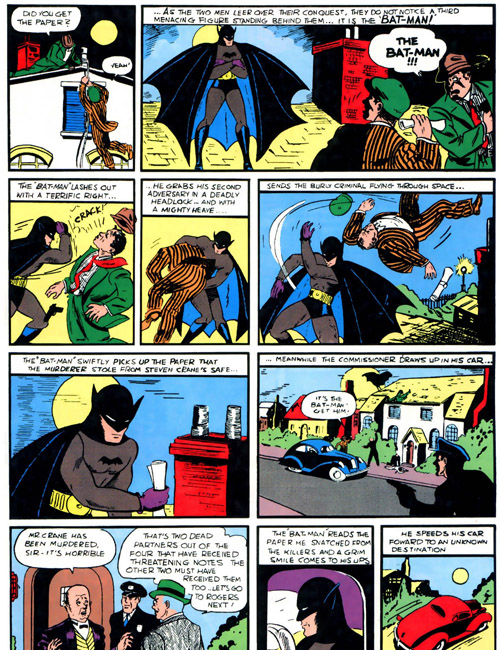 DID YOU GET
THE PAPER?
YEAH!
...AS THE TWO MEN LEER OVER THEIR CONQUEST, THEY DO NOT NOTICE A THIRD
MENACING FIGURE STANDING BEHIND THEM... IT IS THE 'BAT-MAN!'
THE
BAT-MAN
!!!
THE 'BAT-MAN' LASHES OUT
WITH A TERRIFIC RIGHT...
CRACK!
...HE GRABS HIS SECOND
ADVERSARY IN A DEADLY
HEADLOCK... AND WITH
A MIGHTY HEAVE....
SENDS THE BURLY CRIMINAL FLYING THROUGH SPACE...
THE 'BAT-MAN' SWIFTLY PICKS UP THE PAPER THAT
THE MURDERER STOLE FROM STEVEN CRANE'S SAFE...
... MEANWHILE THE COMMISSIONER DRAWS UP IN HIS CAR...
IT'S THE
BAT-MAN
GET HIM!
MR. CRANE HAS
BEEN MURDERED,
SIR - IT'S HORRIBLE
THAT'S TWO DEAD
PARTNERS OUT OF THE
FOUR THAT HAVE RECEIVED
THREATENING NOTES THE
OTHER TWO MUST HAVE
RECEIVED THEM
TOO... LET'S GO
TO ROGERS
NEXT!
THE 'BAT-MAN' READS THE
PAPER HE SNATCHED FROM
THE KILLERS AND A GRIM
SMILE COMES TO HIS LIPS
HE SPEEDS HIS CAR
FOWARD TO AN UNKNOWN
DESTINATION